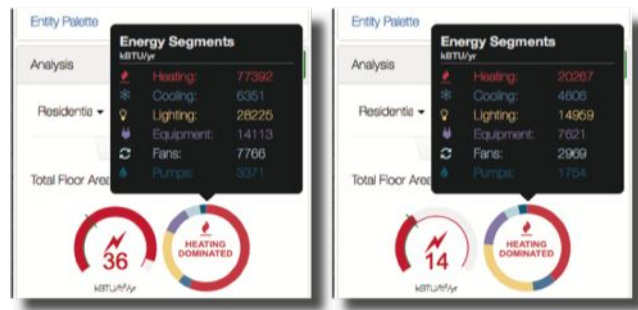 Entity Palette
Energy Segments
kBTU/yr
Analysis
Heating: 77392
Cooling: 6351
Residentia
Lighting: 28225
Equipment: 14113
Fans: 7766
Total Floor Area
Pumps: 3371
HEATING
DOMINATED
36
kBTU/ft²/yr
Entity Palette
Energy Segments
kBTU/yr
Analysis
Heating: 20267
Cooling: 4606
Residentia
Lighting: 14959
Equipment: 7621
Fans: 2969
Total Floor Area
Pumps: 1754
HEATING
DOMINATED
14
kBTU/ft²/yr